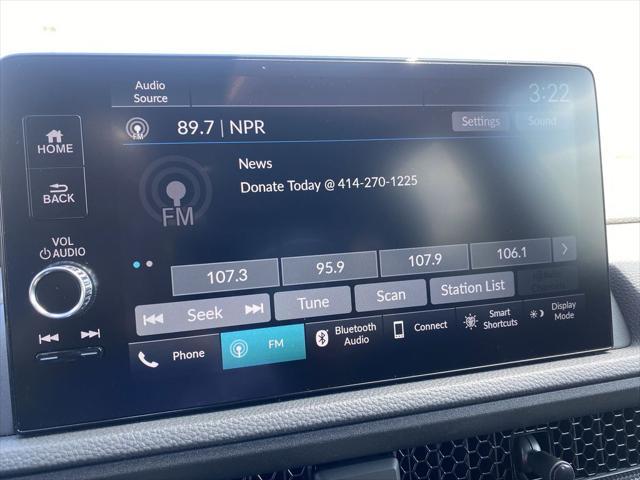 Audio
Source
3:22
FM
89.7 | NPR
Settings
Sound
HOME
News
Donate Today @ 414-270-1225
BACK
FM
VOL
AUDIO
107.3
95.9
107.9
106.1
Seek
Tune
Scan
Station List
Phone
FM
Bluetooth
Audio
Connect
Smart
Shortcuts
Display
Mode